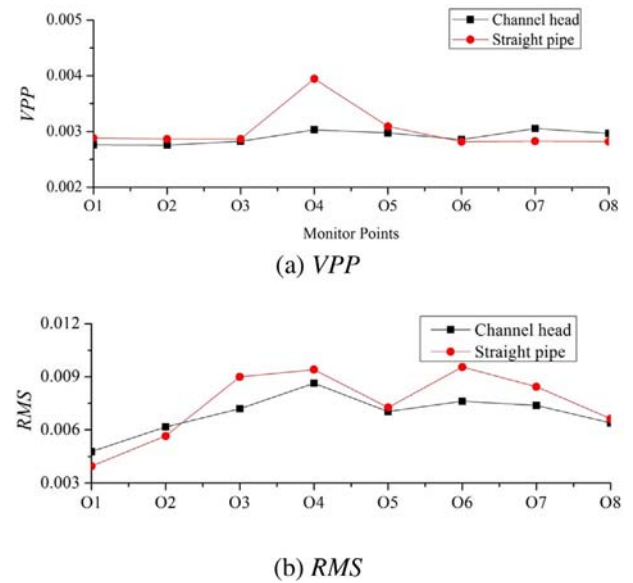 0.005
0.004
0.003
0.002
VPP
Channel head
Straight pipe
O1 O2 O3 O4 O5 O6 O7 O8
Monitor Points
(a) VPP
0.012
0.009
0.006
0.003
RMS
Channel head
Straight pipe
O1 O2 O3 O4 O5 O6 O7 O8
(b) RMS